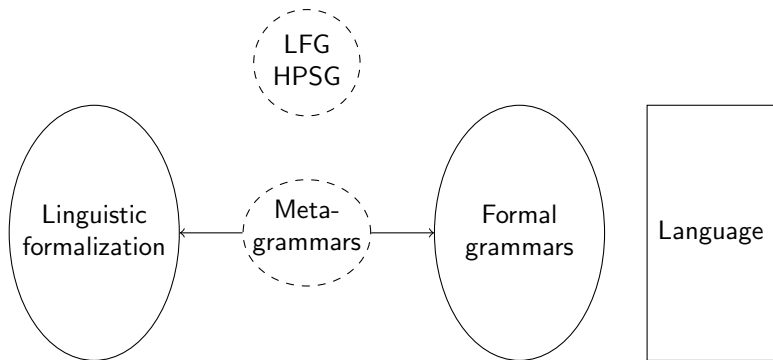 LFG
HPSG
Linguistic
formalization
Meta-
grammars
Formal
grammars
Language